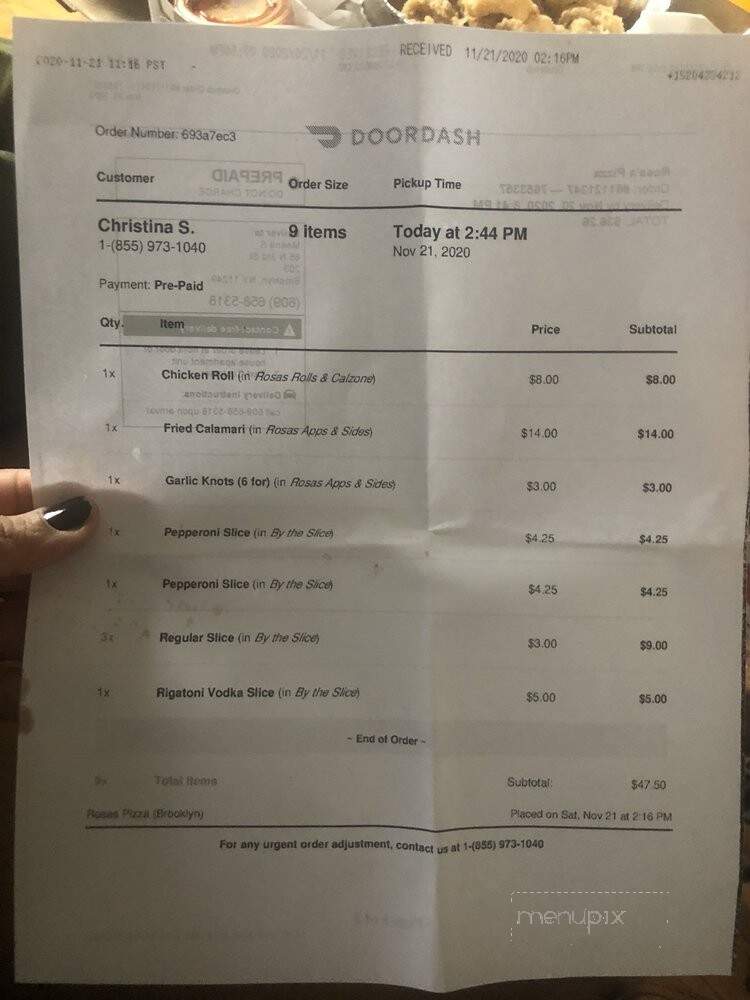 2020-11-21 11:16 PST - RECEIVED 11/21/2020 02:16PM
Order Number: 693a7ec3 DOORDASH
Customer Order Size Pickup Time
Christina S. 9 items Today at 2:44 PM
1-(855) 973-1040 Nov 21, 2020
Payment: Pre-Paid
Qty. Item Price Subtotal
1x Chicken Roll (in Rosas Rolls & Calzone) $8.00 $8.00
1x Fried Calamari (in Rosas Apps & Sides) $14.00 $14.00
1x Garlic Knots (6 for) (in Rosas Apps & Sides) $3.00 $3.00
1x Pepperoni Slice (in By the Slice) $4.25 $4.25
1x Pepperoni Slice (in By the Slice) $4.25 $4.25
3x Regular Slice (in By the Slice) $3.00 $9.00
1x Rigatoni Vodka Slice (in By the Slice) $5.00 $5.00
~ End of Order ~
9x Total Items Subtotal: $47.50
Rosas Pizza (Brooklyn) Placed on Sat, Nov 21 at 2:16 PM
For any urgent order adjustment, contact us at 1-(855) 973-1040
menupix